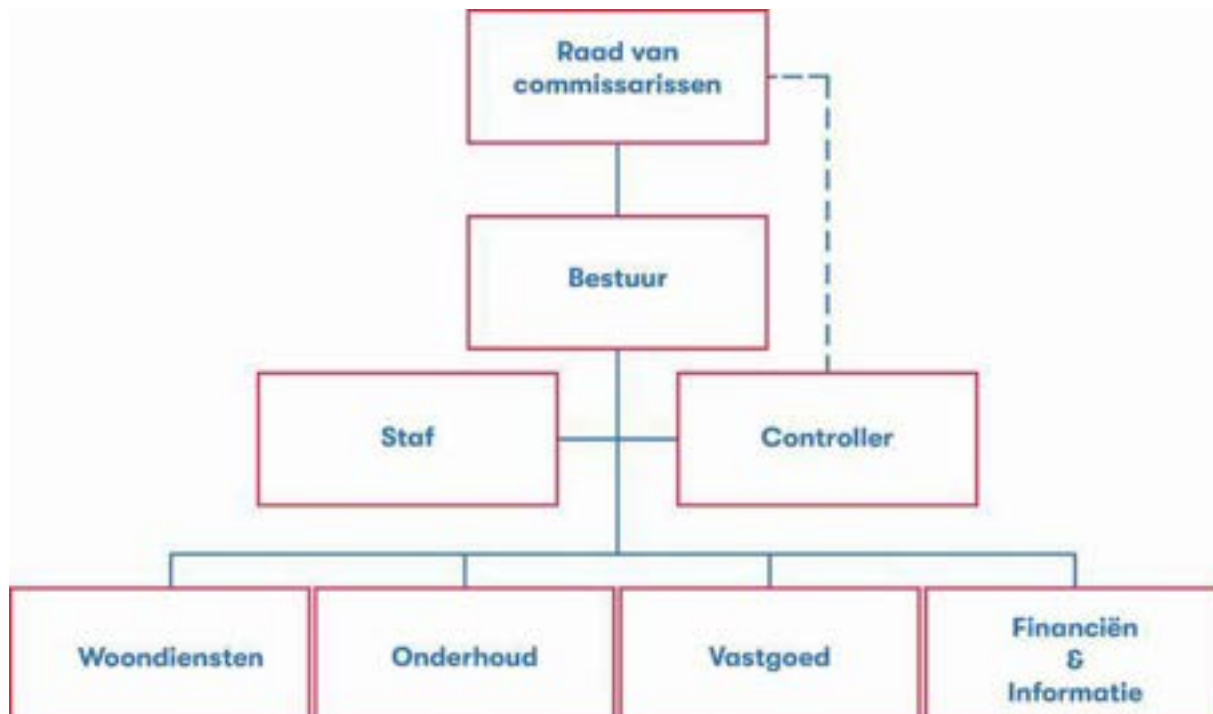 Raad van
commissarissen
Bestuur
Staf
Controller
Woondiensten
Onderhoud
Vastgoed
Financiën
&
Informatie